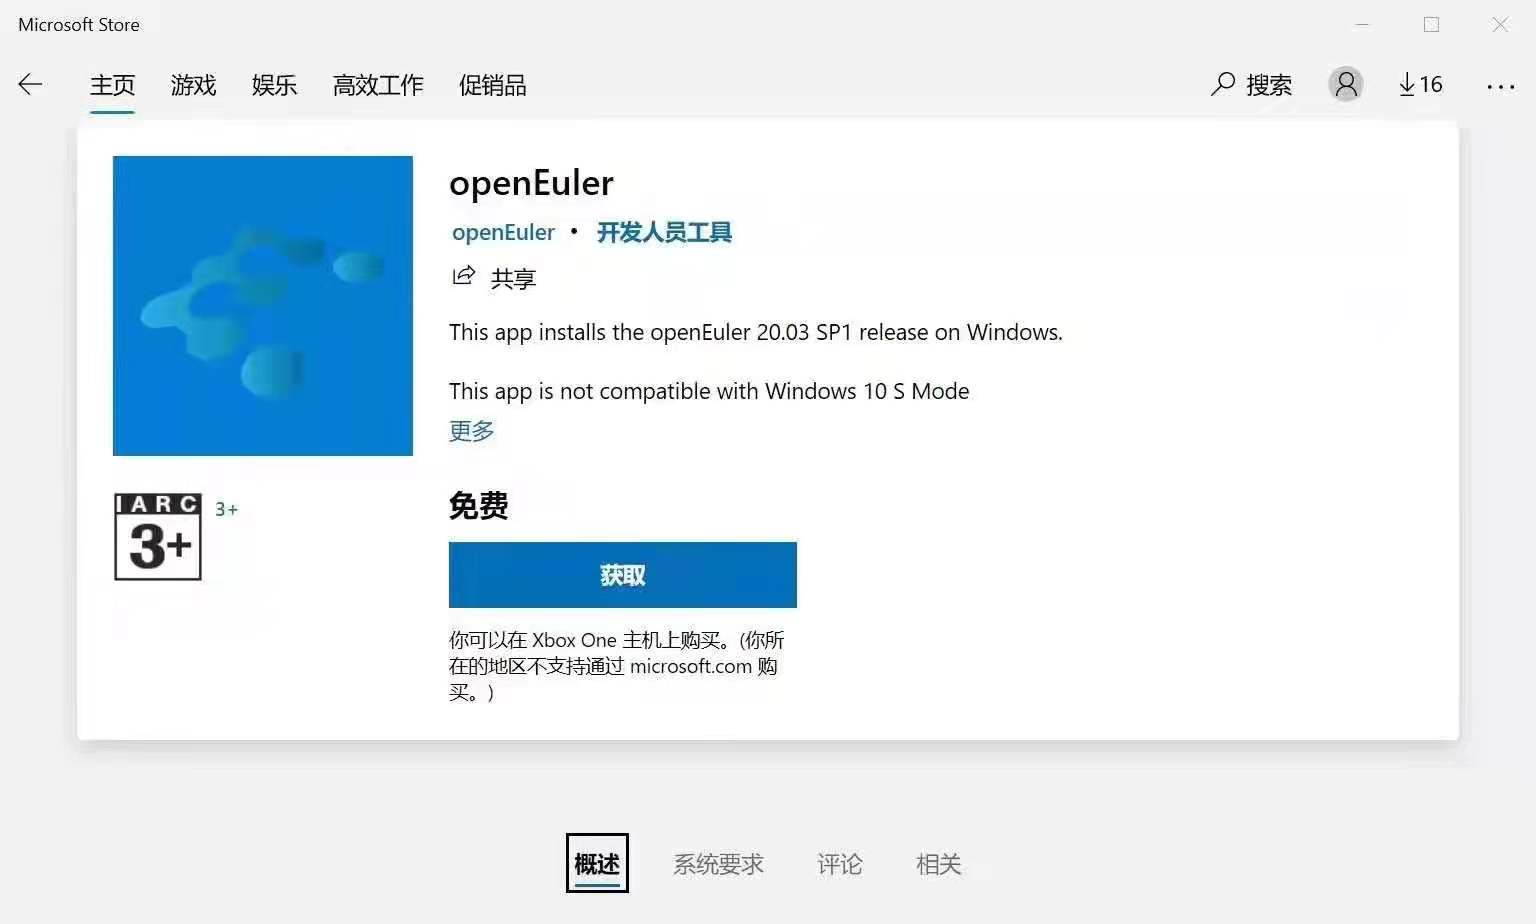 Microsoft Store
主页 游戏 娱乐 高效工作 促销品 搜索 16
openEuler
openEuler • 开发人员工具
共享
This app installs the openEuler 20.03 SP1 release on Windows.
This app is not compatible with Windows 10 S Mode
更多
IARC
3+
3+
免费
获取
你可以在 Xbox One 主机上购买。(你所
在的地区不支持通过 microsoft.com 购
买。)
概述 系统要求 评论 相关